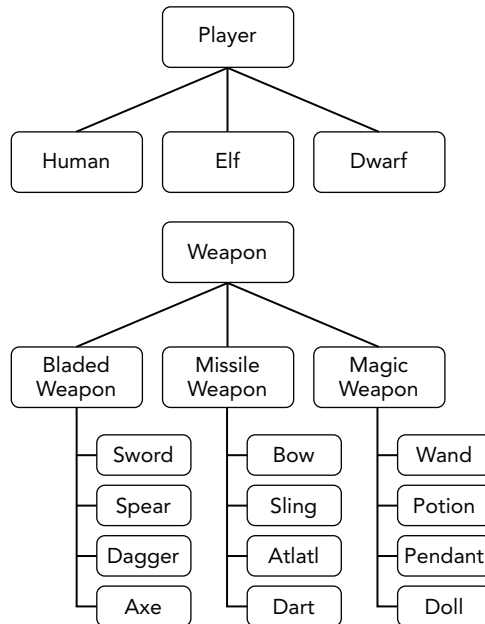 Player
Human
Elf
Dwarf
Weapon
Bladed
Weapon
Missile
Weapon
Magic
Weapon
Sword
Spear
Dagger
Axe
Bow
Sling
Atlatl
Dart
Wand
Potion
Pendant
Doll